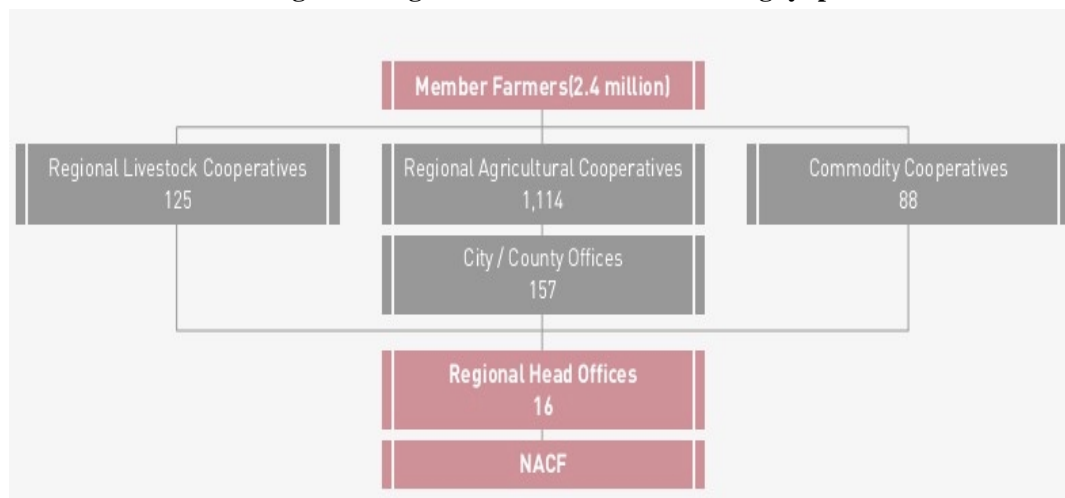 Member Farmers(2.4 million)
Regional Livestock Cooperatives
125
Regional Agricultural Cooperatives
1,114
Commodity Cooperatives
88
City / County Offices
157
Regional Head Offices
16
NACF